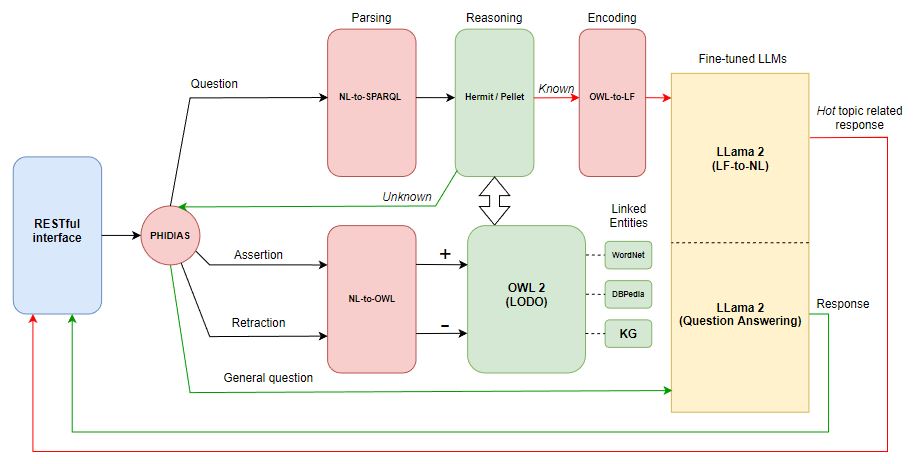 Parsing
Reasoning
Encoding
Fine-tuned LLMs
Question
NL-to-SPARQL
Hermit / Pellet
Known
OWL-to-LF
Hot topic related
response
LLama 2
(LF-to-NL)
Unknown
RESTful
interface
PHIDIAS
Linked
Entities
Assertion
+
WordNet
NL-to-OWL
OWL 2
(LODO)
DBPedia
LLama 2
(Question Answering)
Response
Retraction
-
KG
General question